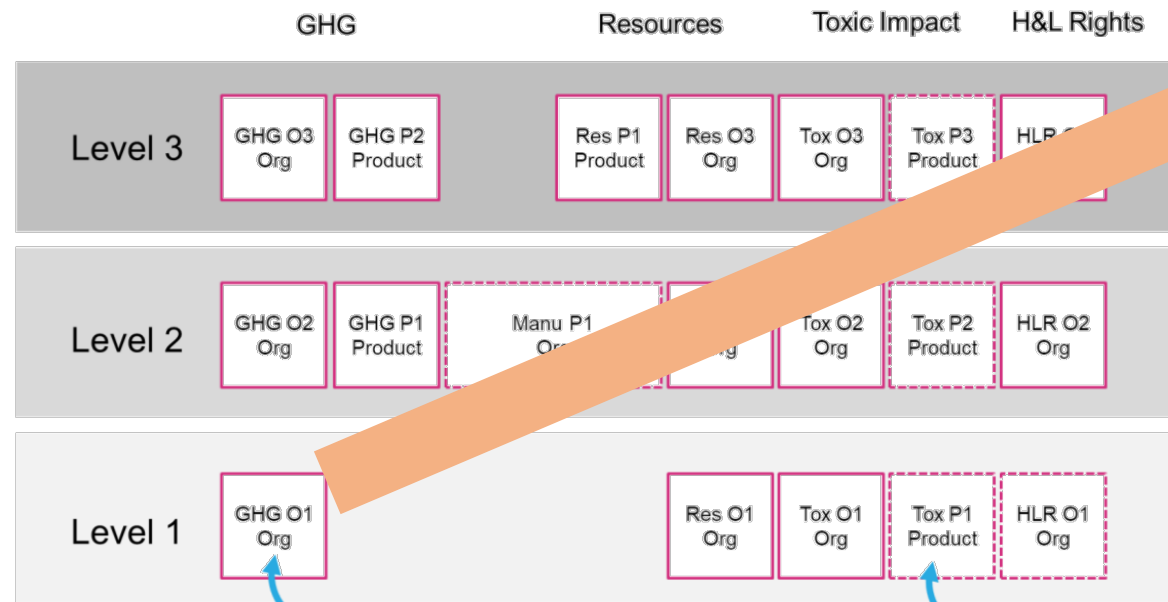 GHG
Resources
Toxic Impact
H&L Rights
Level 3
GHG O3
Org
GHG P2
Product
Res P1
Product
Res O3
Org
Tox O3
Org
Tox P3
Product
HLR
Level 2
GHG O2
Org
GHG P1
Product
Manu P1
Tox O2
Org
Tox P2
Product
HLR O2
Org
Level 1
GHG O1
Org
Res O1
Org
Tox O1
Org
Tox P1
Product
HLR O1
Org